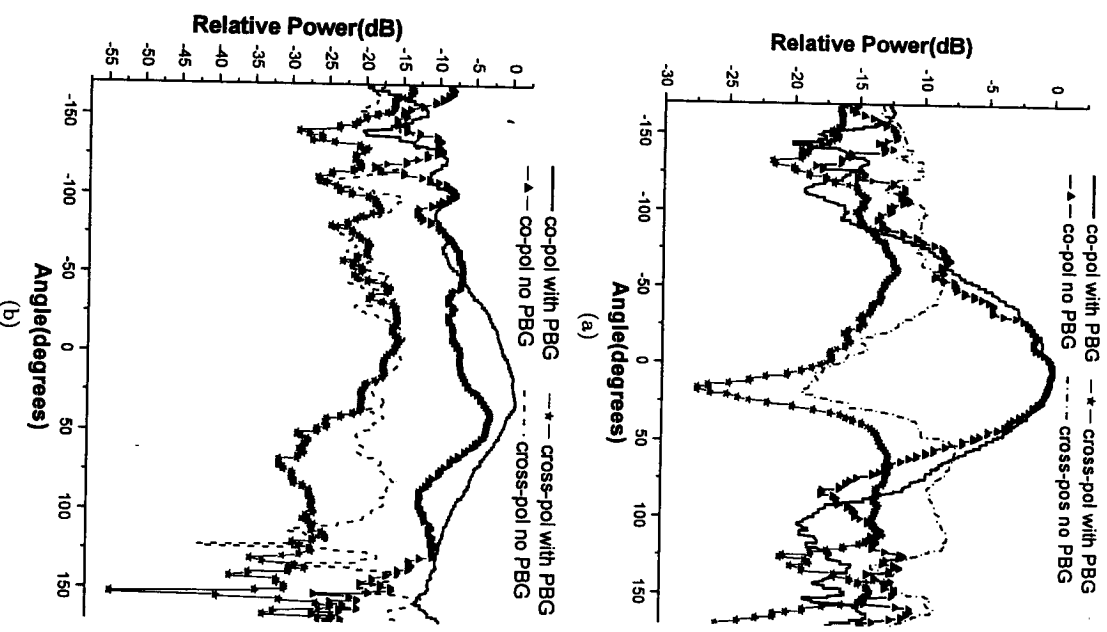 co-pol with PBG
cross-pol with PBG
co-pol no PBG
cross-pos no PBG
Relative Power(dB)
0
-5
-10
-15
-20
-25
-30
-150
-100
-50
0
50
100
150
Angle(degrees)
(a)
co-pol with PBG
cross-pol with PBG
co-pol no PBG
cross-pol no PBG
Relative Power(dB)
0
-5
-10
-15
-20
-25
-30
-35
-40
-45
-50
-55
-150
-100
-50
0
50
100
150
Angle(degrees)
(b)